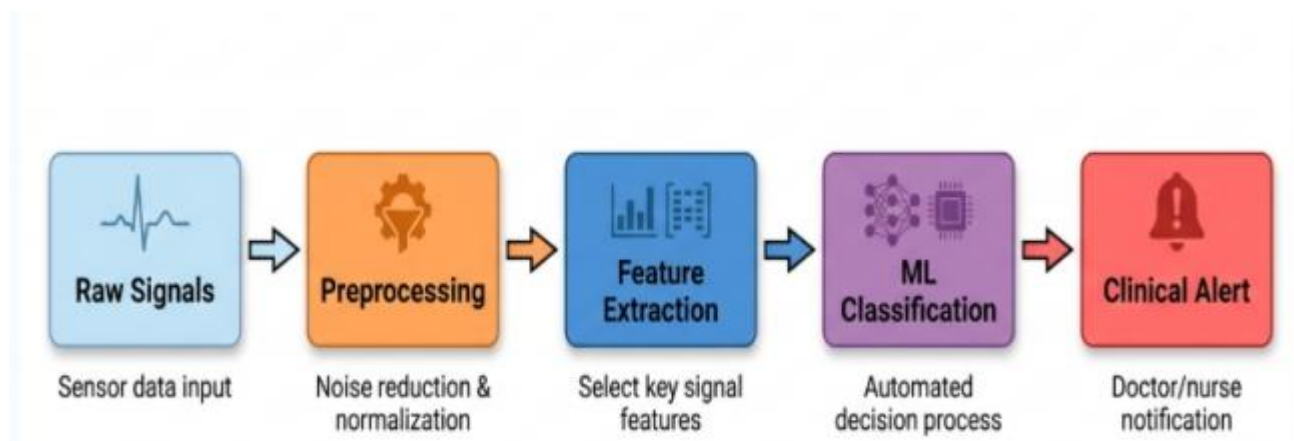 Raw Signals
Sensor data input
Preprocessing
Noise reduction &
normalization
Feature
Extraction
Select key signal
features
ML
Classification
Automated
decision process
Clinical Alert
Doctor/nurse
notification